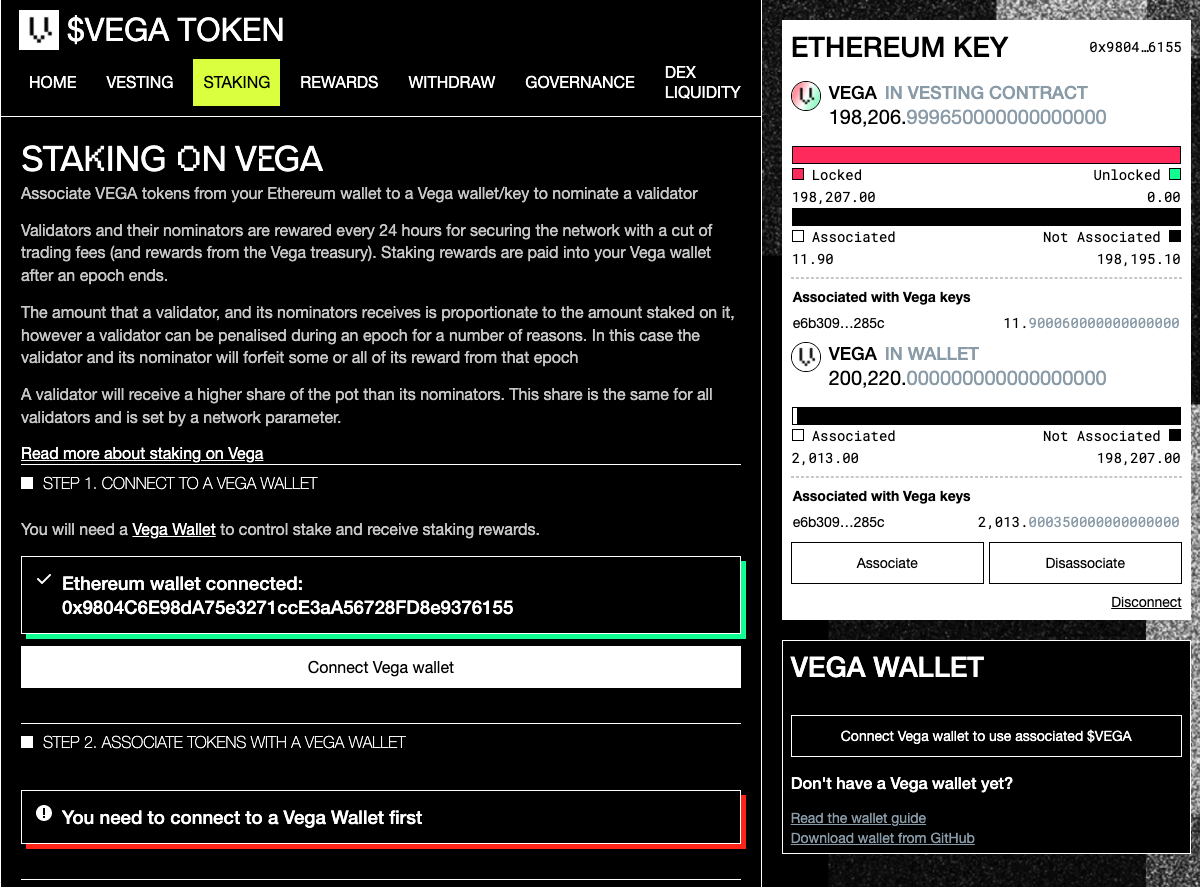 $VEGA TOKEN
HOME
VESTING
STAKING
REWARDS
WITHDRAW
GOVERNANCE
DEX
LIQUIDITY
STAKING ON VEGA
Associate VEGA tokens from your Ethereum wallet to a Vega wallet/key to nominate a validator
Validators and their nominators are rewared every 24 hours for securing the network with a cut of
trading fees (and rewards from the Vega treasury). Staking rewards are paid into your Vega wallet
after an epoch ends.
The amount that a validator, and its nominators receives is proportionate to the amount staked on it,
however a validator can be penalised during an epoch for a number of reasons. In this case the
validator and its nominator will forfeit some or all of its reward from that epoch
A validator will receive a higher share of the pot than its nominators. This share is the same for all
validators and is set by a network parameter.
Read more about staking on Vega
STEP 1. CONNECT TO A VEGA WALLET
You will need a Vega Wallet to control stake and receive staking rewards.
Ethereum wallet connected:
0x9804C6E98dA75e3271ccE3aA56728FD8e9376155
Connect Vega wallet
STEP 2. ASSOCIATE TOKENS WITH A VEGA WALLET
You need to connect to a Vega Wallet first
ETHEREUM KEY
0x9804…6155
VEGA IN VESTING CONTRACT
198,206.999650000000000000
Locked
Unlocked
198,207.00
0.00
Associated
Not Associated
11.90
198,195.10
Associated with Vega keys
e6b309...285c
11.900060000000000000
VEGA IN WALLET
200,220.000000000000000000
Associated
Not Associated
2,013.00
198,207.00
Associated with Vega keys
e6b309...285c
2,013.000350000000000000
Associate
Disassociate
Disconnect
VEGA WALLET
Connect Vega wallet to use associated $VEGA
Don't have a Vega wallet yet?
Read the wallet guide
Download wallet from GitHub